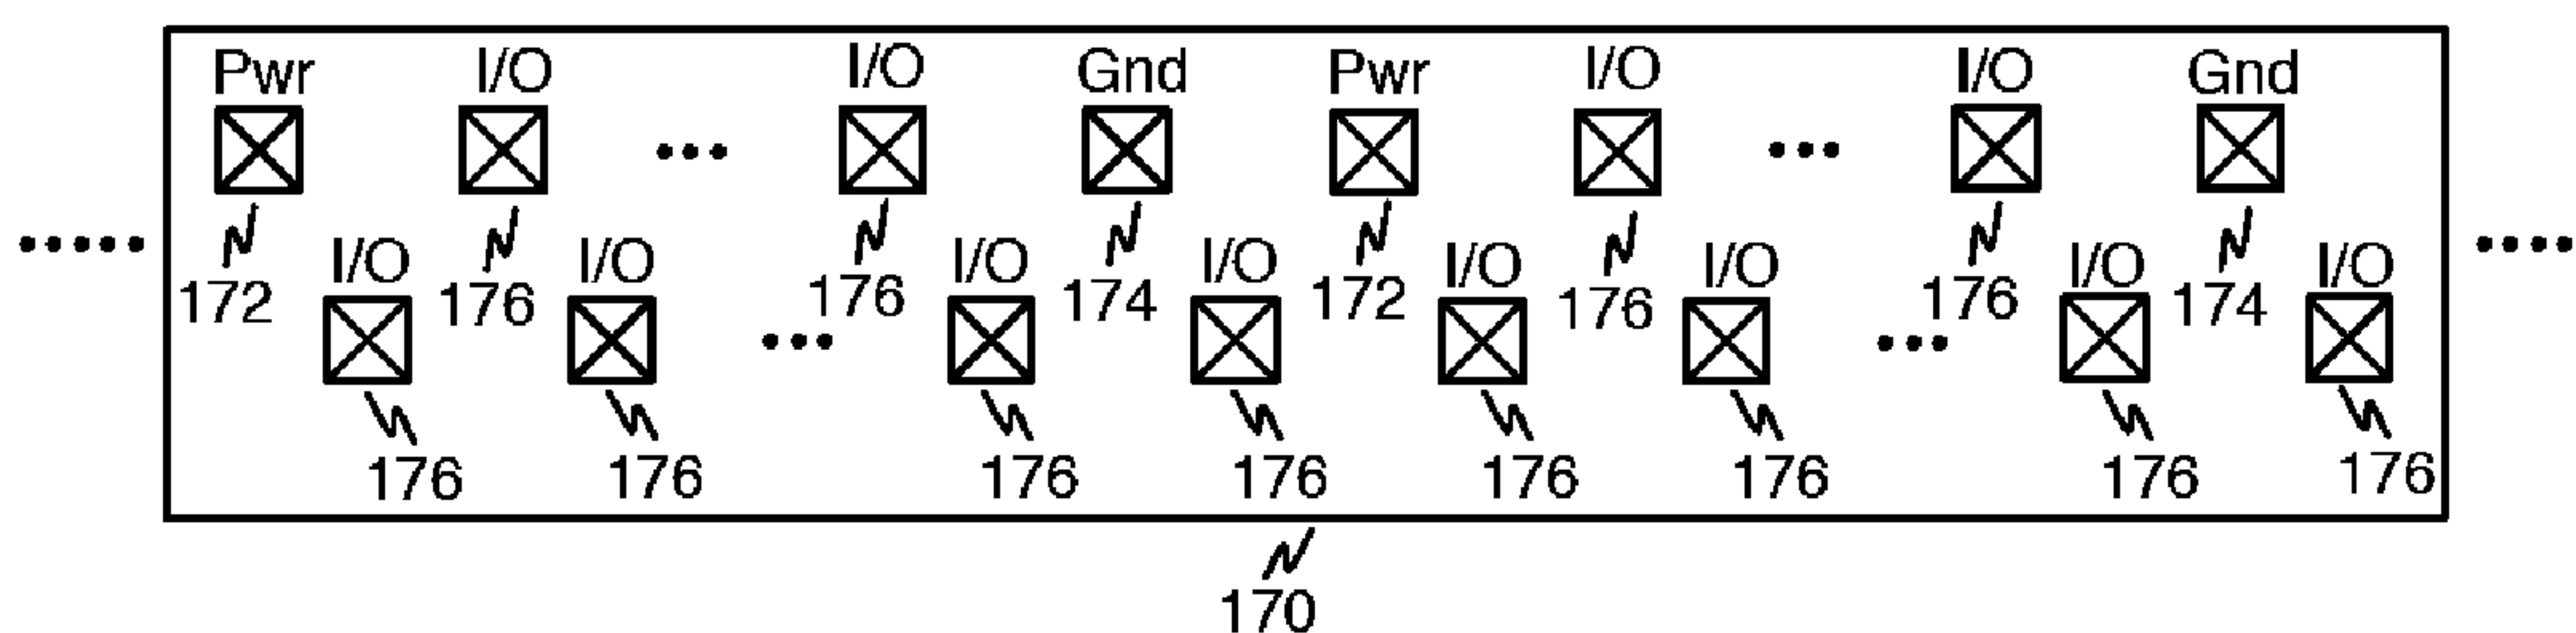 Pwr I/O I/O Gnd Pwr I/O I/O Gnd
... ...
..... I/O I/O I/O I/O I/O I/O I/O I/O ....
172 176 176 174 172 176 176 174
... ...
176 176 176 176 176 176 176 176
170